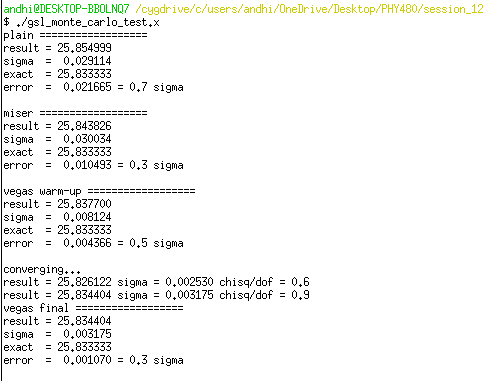 andhi@DESKTOP-BBOLNO7 /cygdrive/c/users/andhi/OneDrive/Desktop/PHY480/session_12
$ ./gsl_monte_carlo_test.x
plain ==================
result = 25.854999
sigma  =  0.029114
exact  = 25.833333
error  =  0.021665 = 0.7 sigma

miser ==================
result = 25.843826
sigma  =  0.030034
exact  = 25.833333
error  =  0.010493 = 0.3 sigma

vegas warm-up ==================
result = 25.837700
sigma  =  0.008124
exact  = 25.833333
error  =  0.004366 = 0.5 sigma

converging...
result = 25.826122 sigma = 0.002530 chisq/dof = 0.6
result = 25.834404 sigma = 0.003175 chisq/dof = 0.9
vegas final ==================
result = 25.834404
sigma  =  0.003175
exact  = 25.833333
error  =  0.001070 = 0.3 sigma